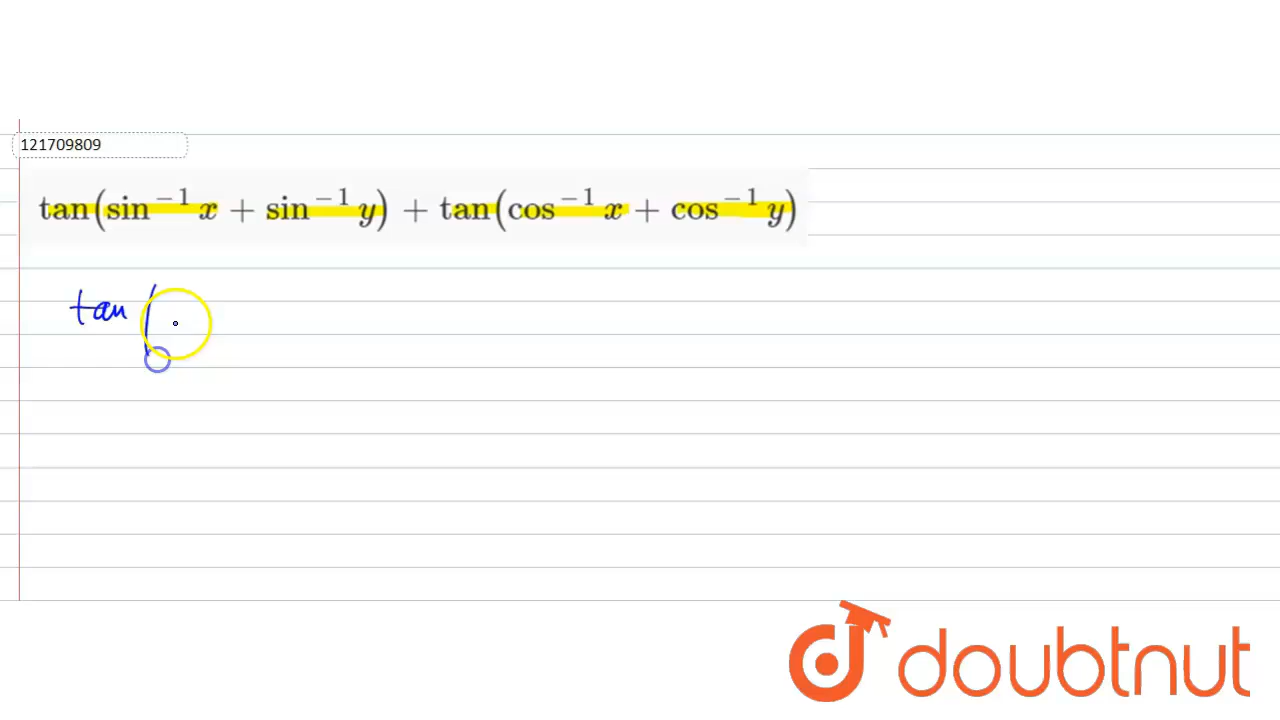 121709809
tan(sin⁻¹ x + sin⁻¹ y) + tan(cos⁻¹ x + cos⁻¹ y)
tan (
doubtnut